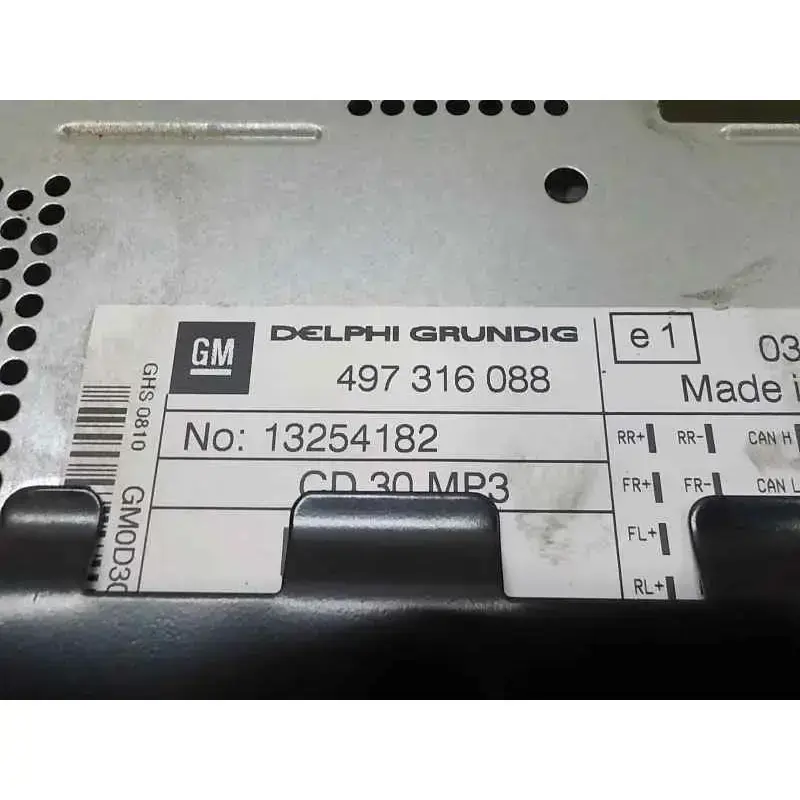 GM
DELPHI GRUNDIG
497 316 088
e1
03
Made i
No: 13254182
CD 30 MP3
RR+ RR- CAN H
FR+ FR- CAN L
FL+
RL+
GHS 0810
GM0D30